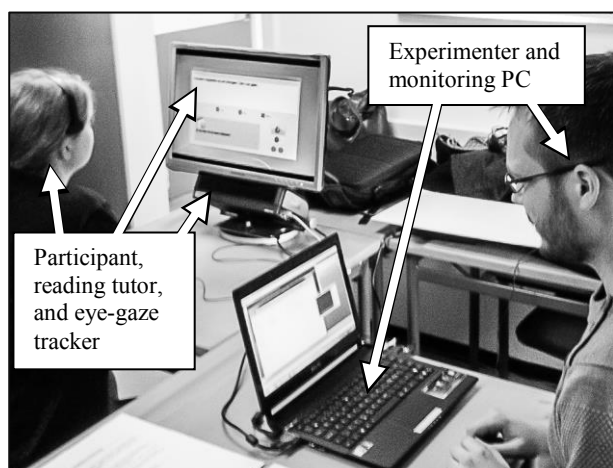 Experimenter and
monitoring PC
Participant,
reading tutor,
and eye-gaze
tracker